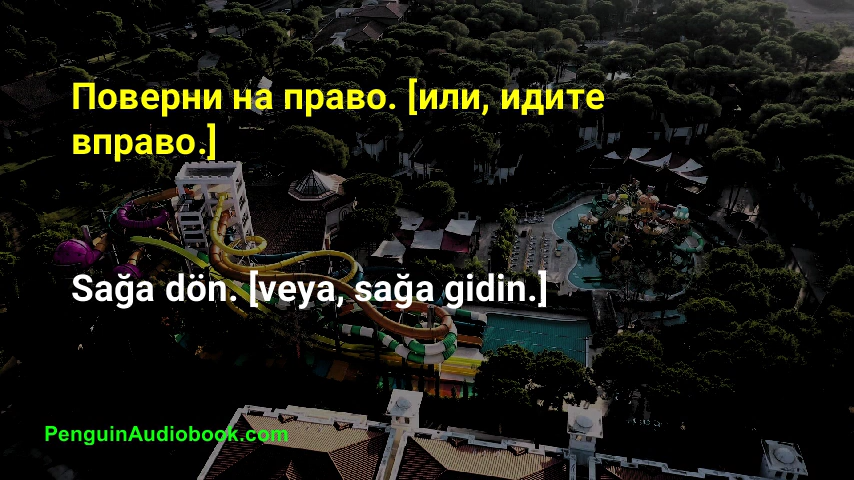 Поверни на право. [или, идите
вправо.]
Sağa dön. [veya, sağa gidin.]
PenguinAudiobook.com